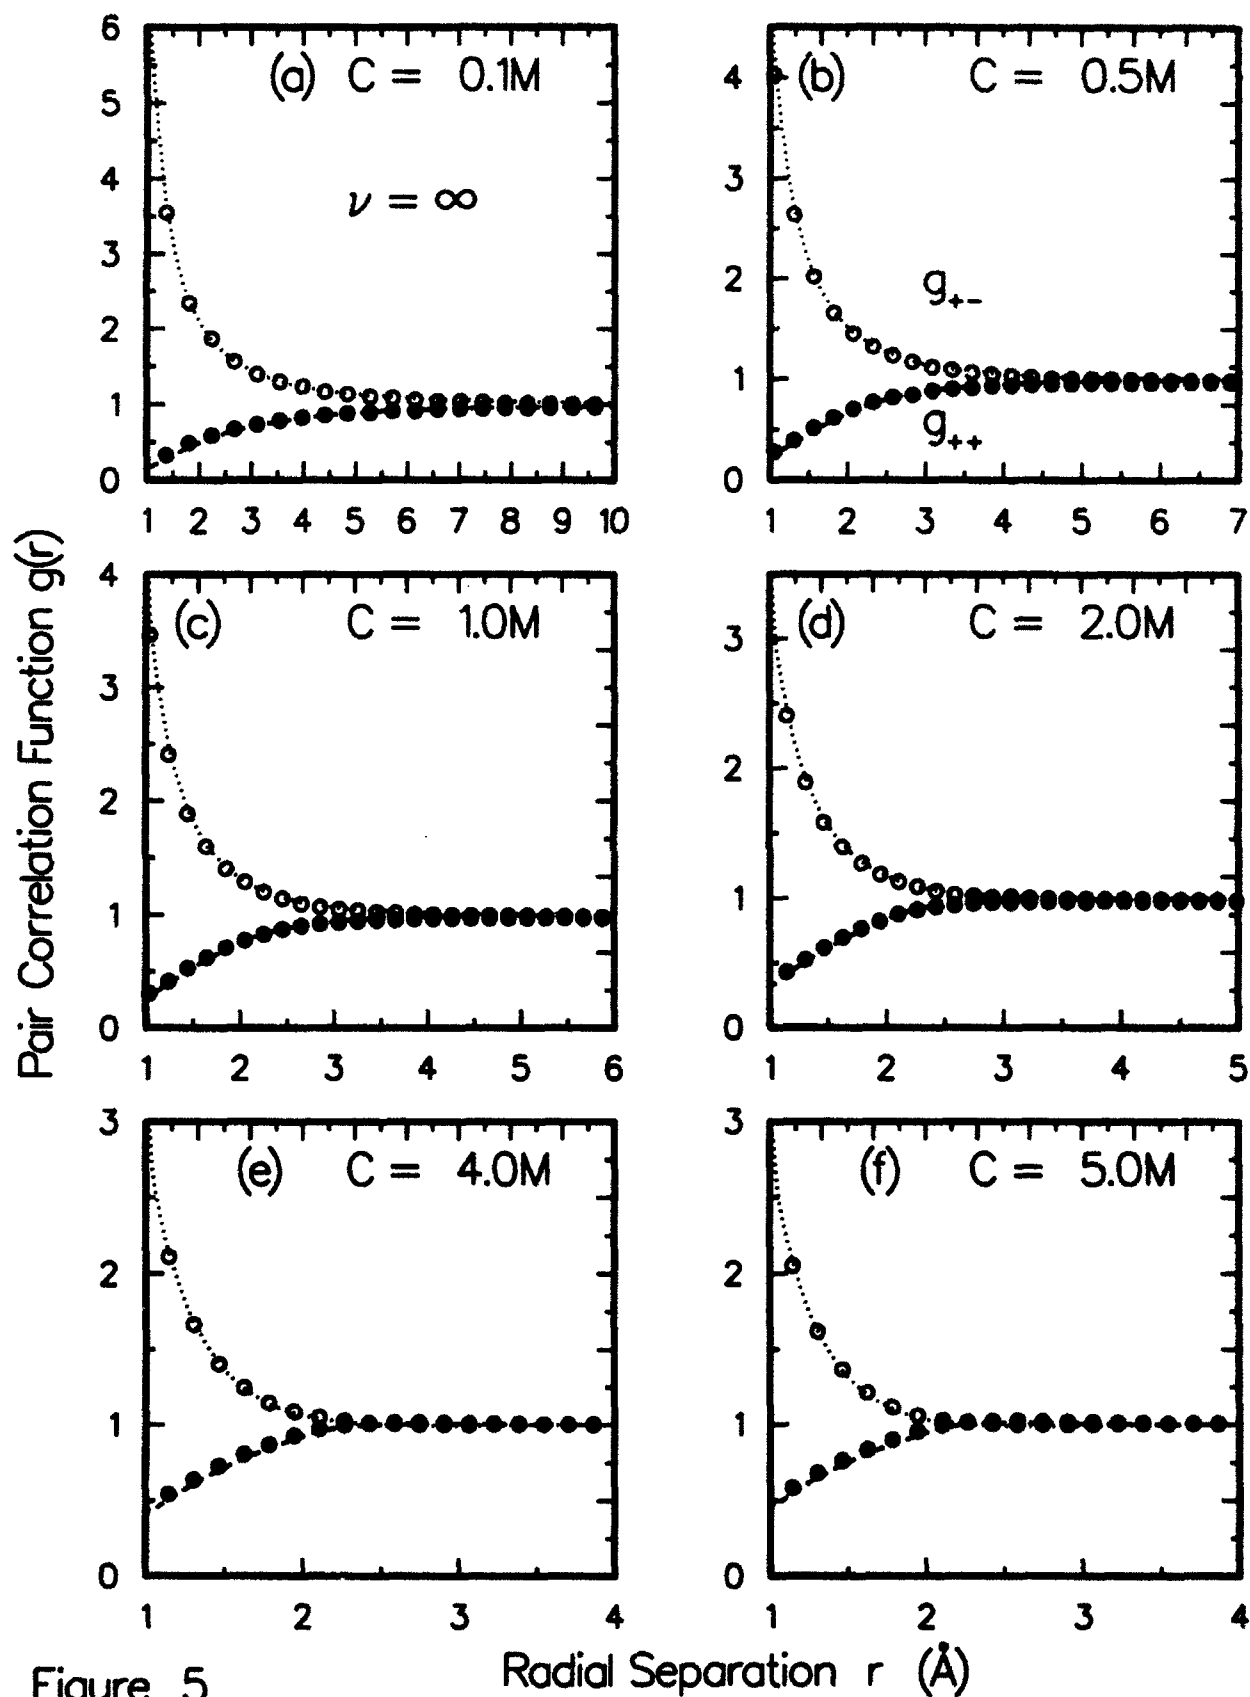 6
5
4
3
2
1
0
(a) C = 0.1M
ν = ∞
1 2 3 4 5 6 7 8 9 10
4
3
2
1
0
(b) C = 0.5M
g+-
g++
1 2 3 4 5 6 7
Pair Correlation Function g(r)
4
3
2
1
0
(c) C = 1.0M
1 2 3 4 5 6
3
2
1
0
(d) C = 2.0M
1 2 3 4 5
3
2
1
0
(e) C = 4.0M
1 2 3 4
3
2
1
0
(f) C = 5.0M
1 2 3 4
Radial Separation r (Å)
Figure 5